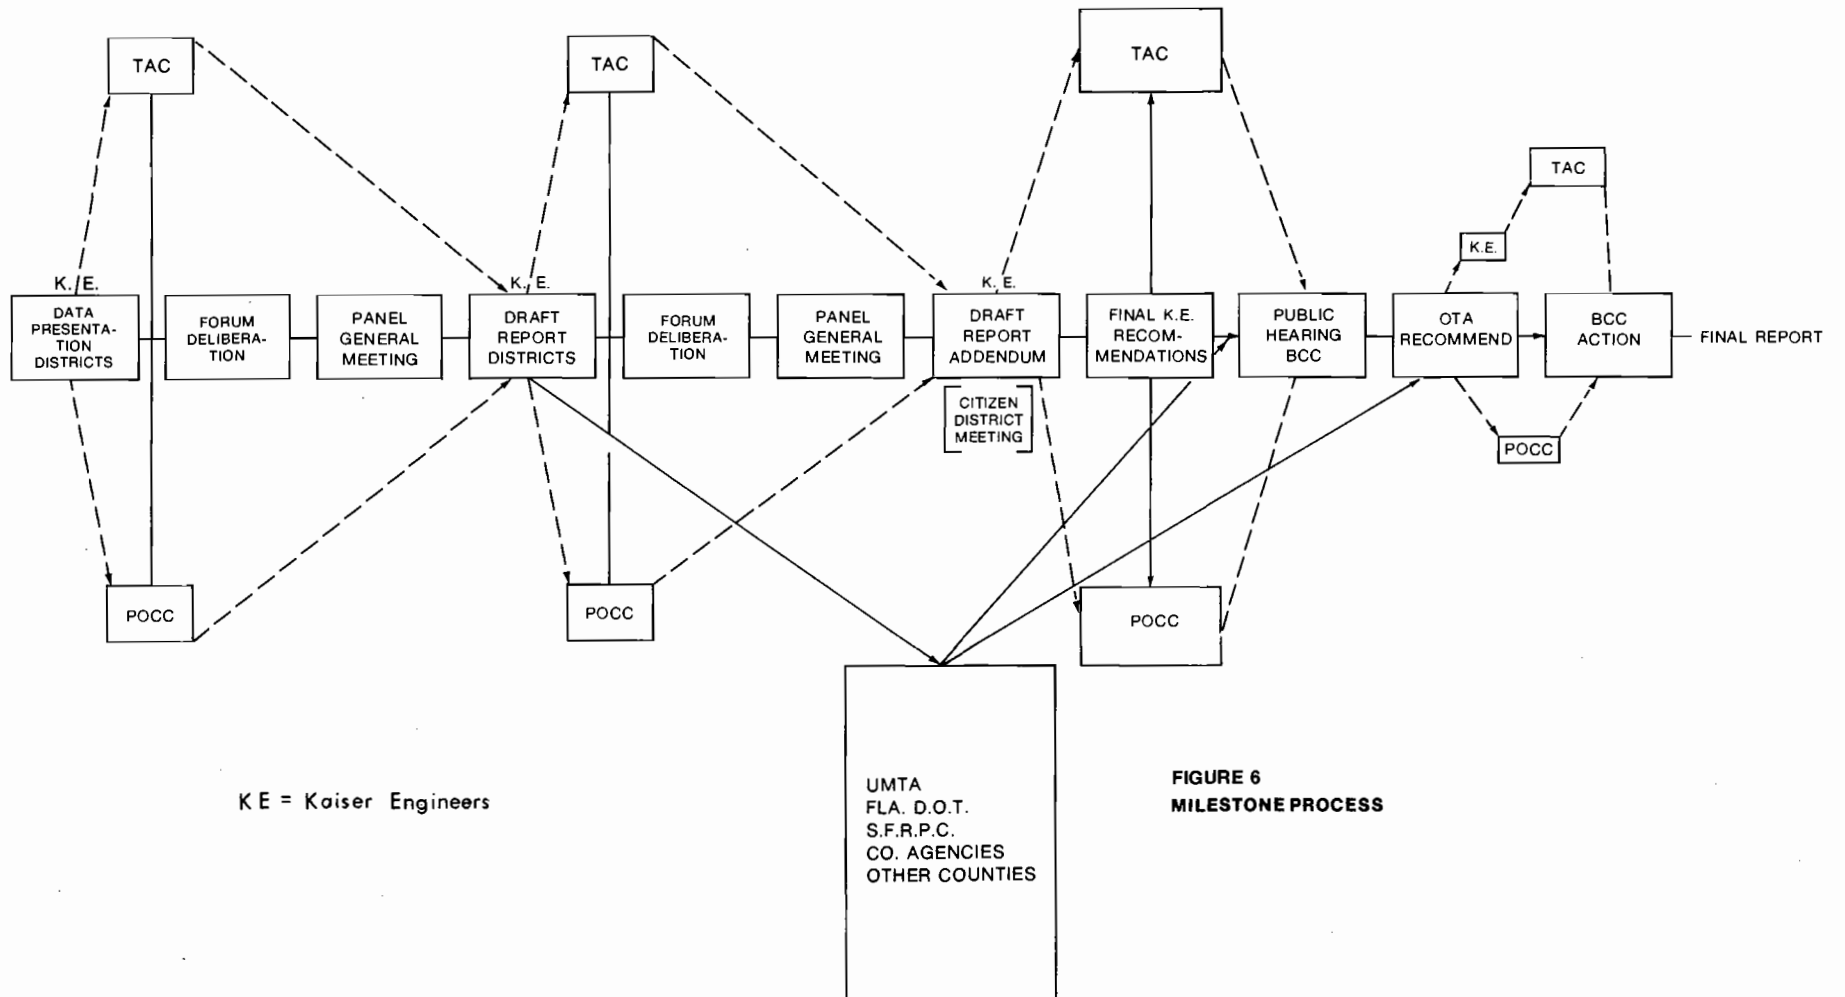 TAC
TAC
TAC
TAC
K.E.
K. E.
K. E.
K. E.
DATA
PRESENTA-
TION
DISTRICTS
FORUM
DELIBERA-
TION
PANEL
GENERAL
MEETING
DRAFT
REPORT
DISTRICTS
FORUM
DELIBERA-
TION
PANEL
GENERAL
MEETING
DRAFT
REPORT
ADDENDUM
CITIZEN
DISTRICT
MEETING
FINAL K.E.
RECOM-
MENDATIONS
PUBLIC
HEARING
BCC
OTA
RECOMMEND
BCC
ACTION
FINAL REPORT
POCC
POCC
POCC
POCC
UMTA
FLA. D.O.T.
S.F.R.P.C.
CO. AGENCIES
OTHER COUNTIES
KE = Kaiser Engineers
FIGURE 6
MILESTONE PROCESS